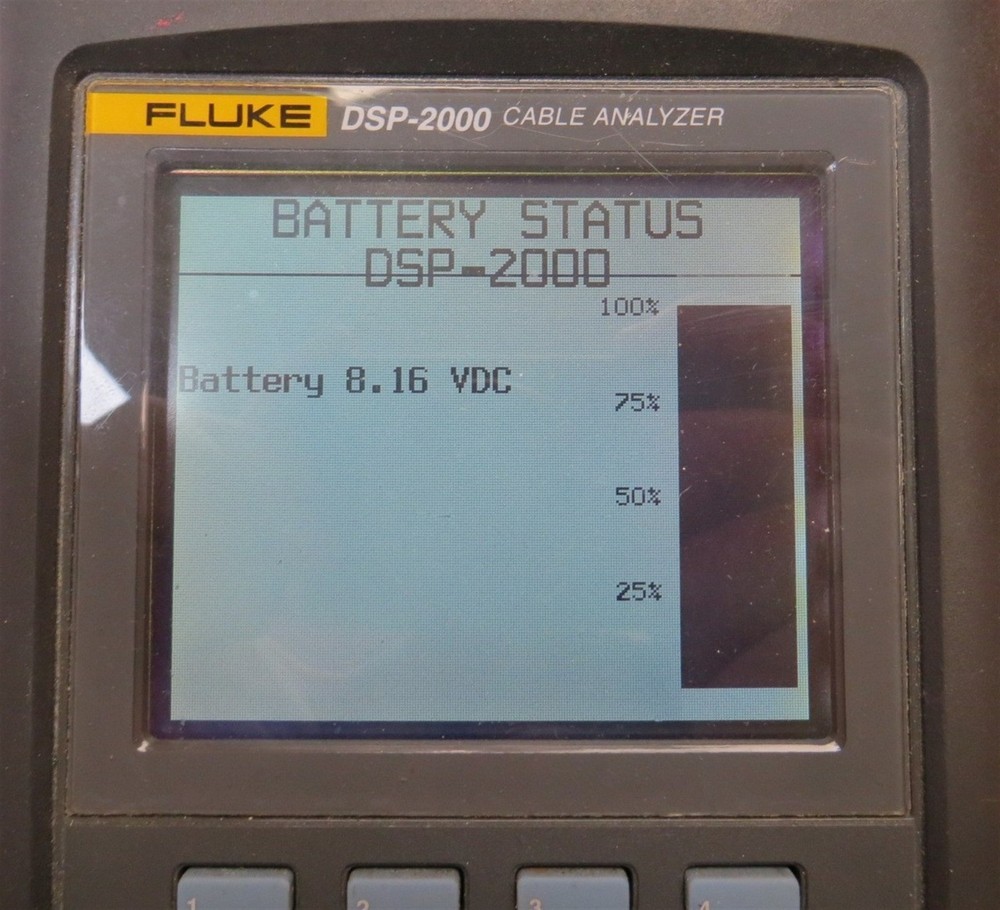 FLUKE DSP-2000 CABLE ANALYZER
BATTERY STATUS
DSP-2000
100%
Battery 8.16 VDC
75%
50%
25%
1 2 3 4